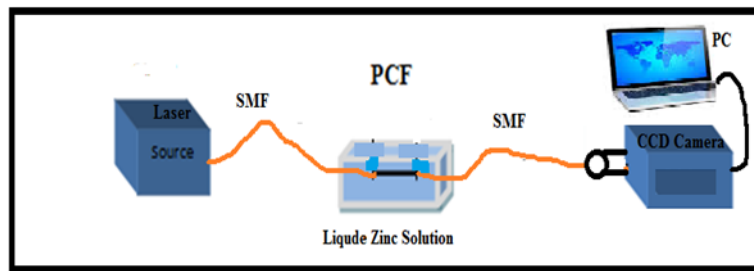 PC
PCF
SMF
SMF
Laser
Source
CCD Camera
Liqude Zinc Solution